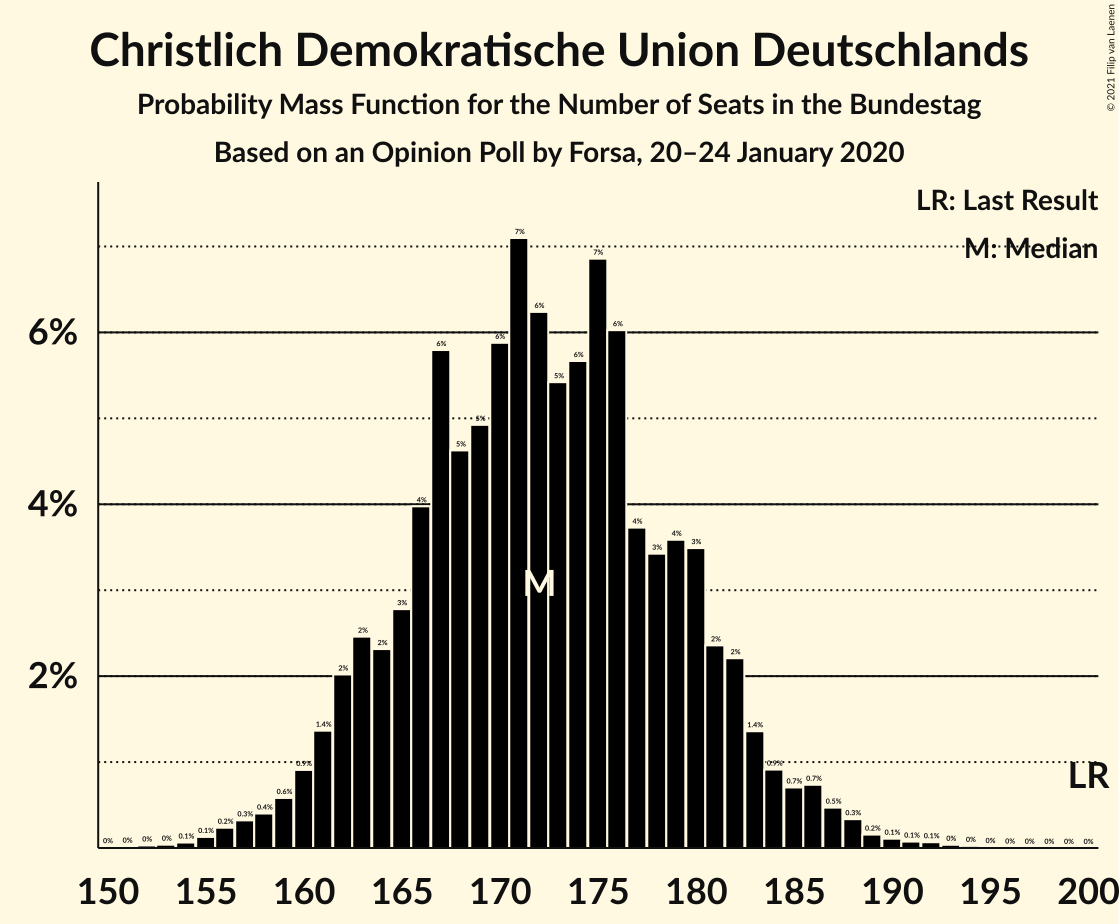 Christlich Demokratische Union Deutschlands
Probability Mass Function for the Number of Seats in the Bundestag
Based on an Opinion Poll by Forsa, 20–24 January 2020
© 2021 Filip van Laenen
LR: Last Result
M: Median
6%
4%
2%
0% 0% 0% 0% 0.1% 0.1% 0.2% 0.3% 0.4% 0.6% 0.9% 1.4% 2% 2% 2% 3% 4% 6% 5% 5% 6% 7% 6% 5% 6% 7% 6% 4% 3% 4% 3% 2% 2% 1.4% 0.9% 0.7% 0.7% 0.5% 0.3% 0.2% 0.1% 0.1% 0.1% 0% 0% 0% 0% 0% 0% 0% 0%
M
LR
150 155 160 165 170 175 180 185 190 195 200